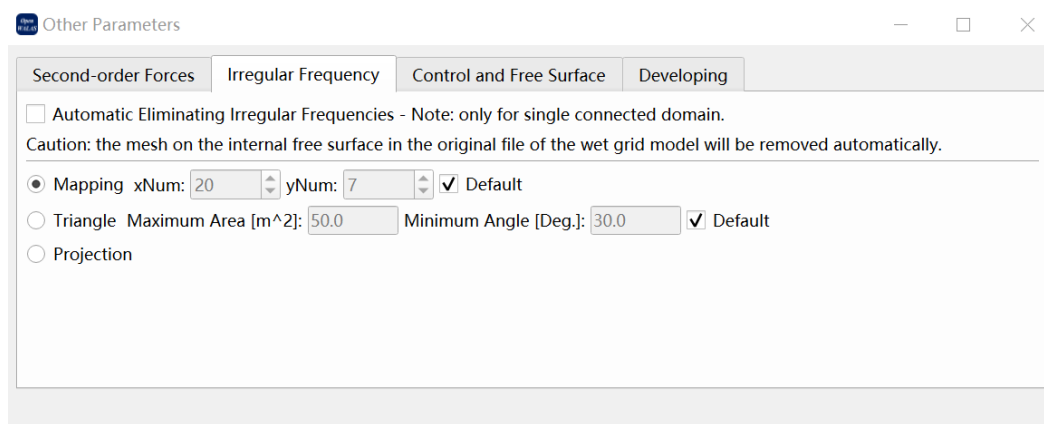 Open
WALAS
Other Parameters
Second-order Forces Irregular Frequency Control and Free Surface Developing
Automatic Eliminating Irregular Frequencies - Note: only for single connected domain.
Caution: the mesh on the internal free surface in the original file of the wet grid model will be removed automatically.
Mapping xNum: 20 yNum: 7 Default
Triangle Maximum Area [m^2]: 50.0 Minimum Angle [Deg.]: 30.0 Default
Projection